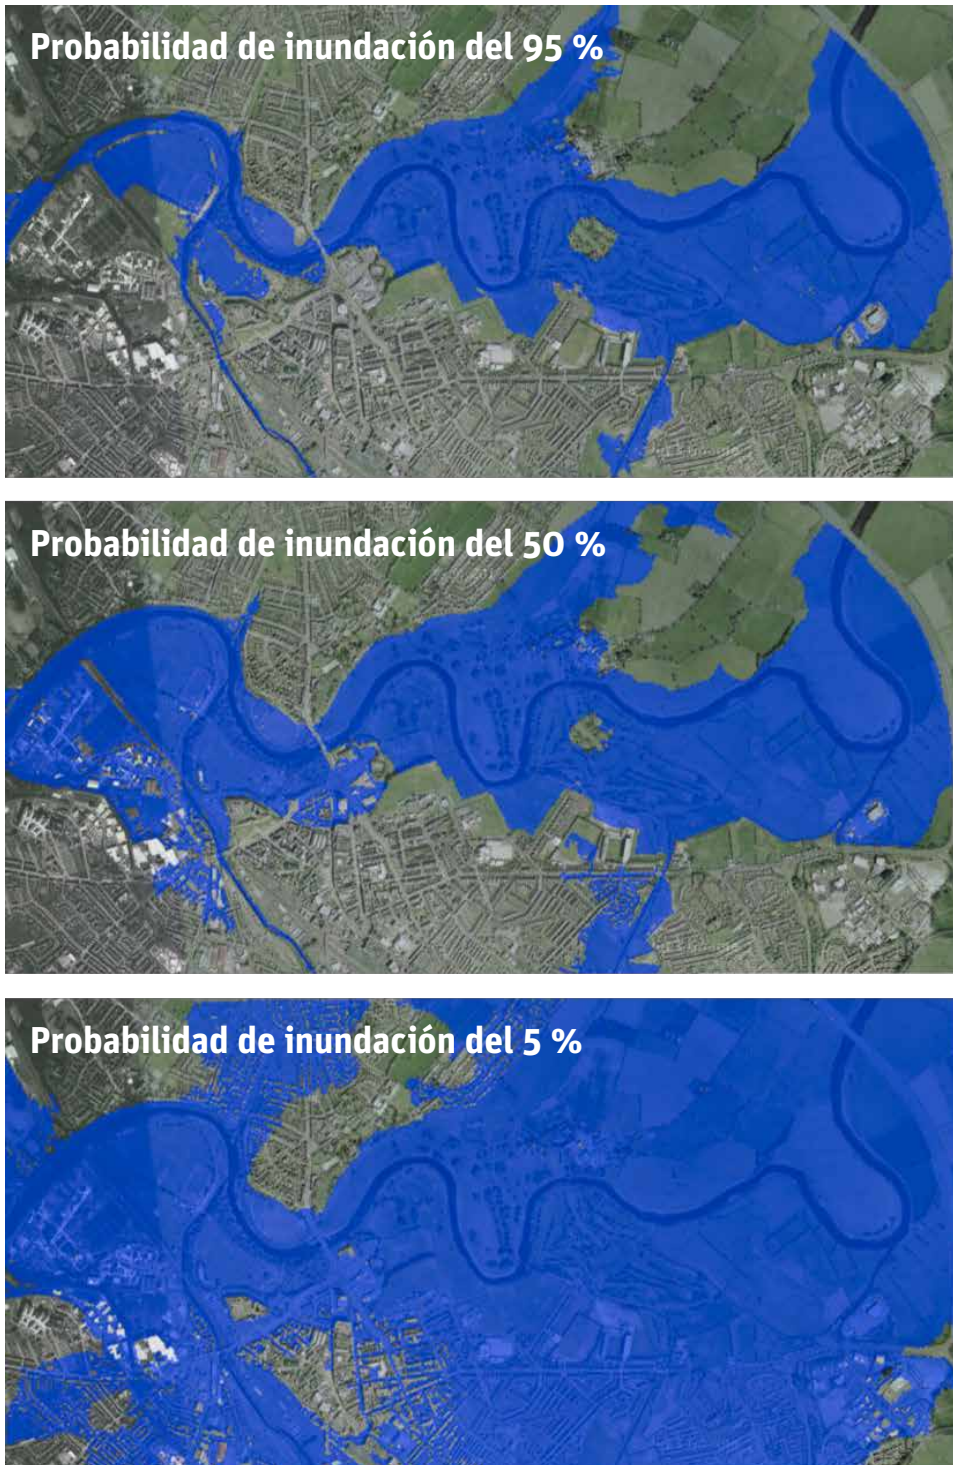 Probabilidad de inundación del 95 %
Probabilidad de inundación del 50 %
Probabilidad de inundación del 5 %